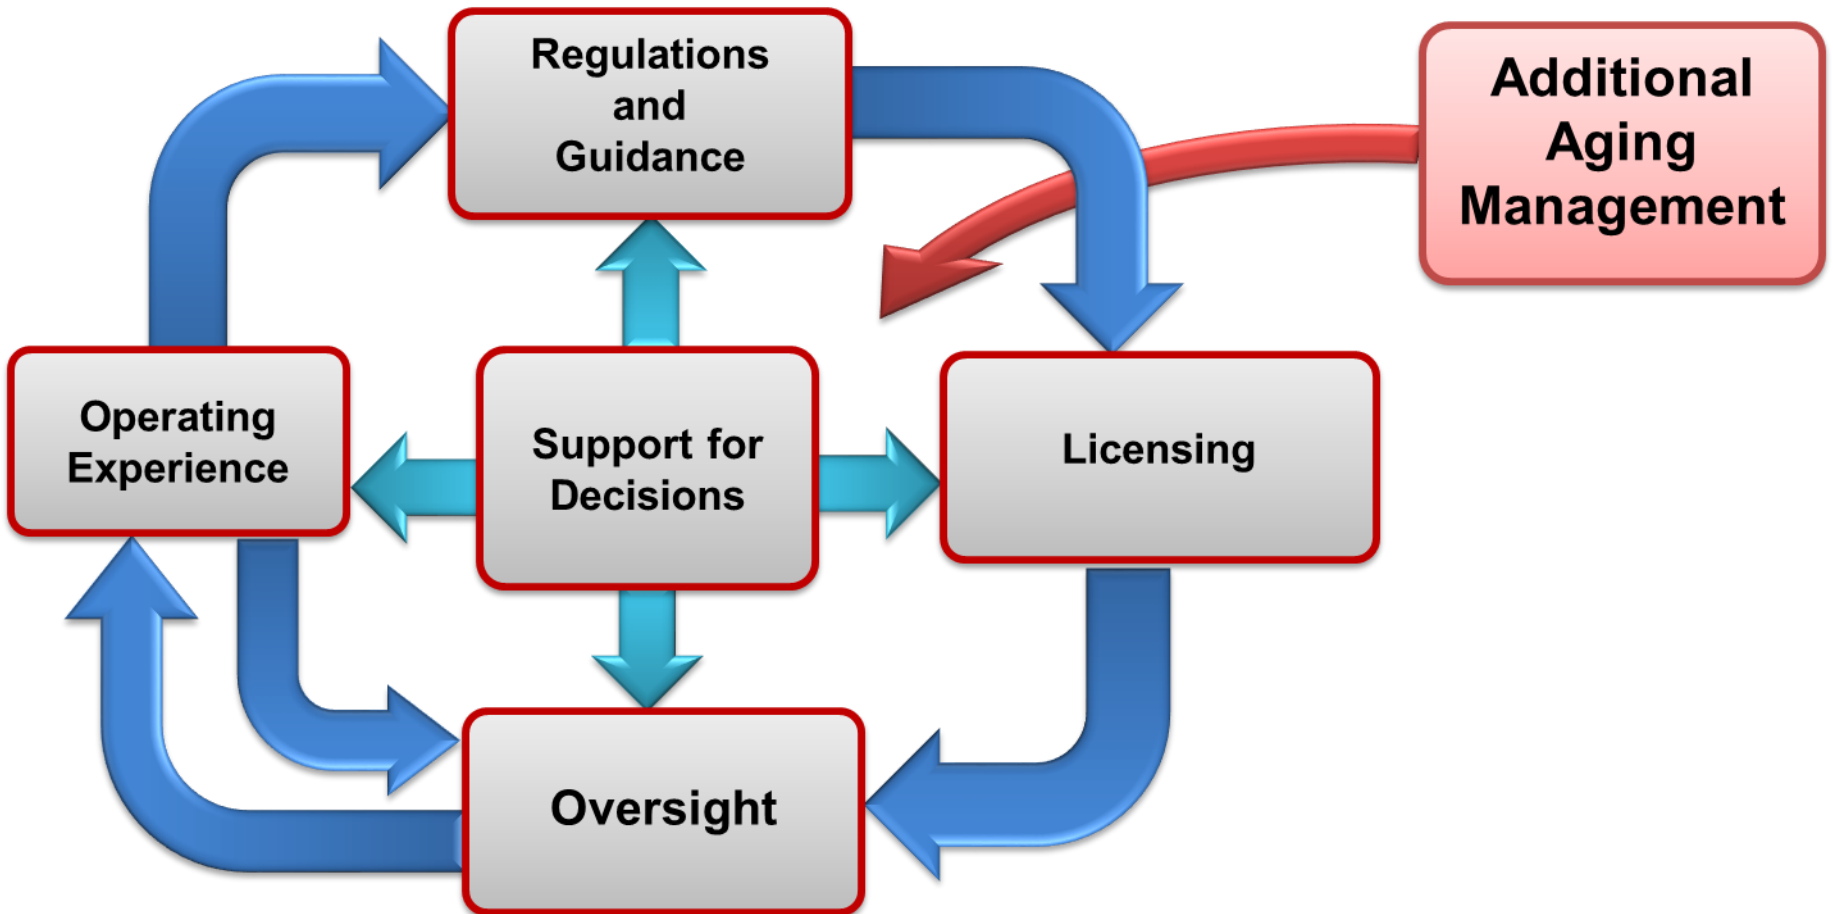 Regulations
and
Guidance
Additional
Aging
Management
Operating
Experience
Support for
Decisions
Licensing
Oversight